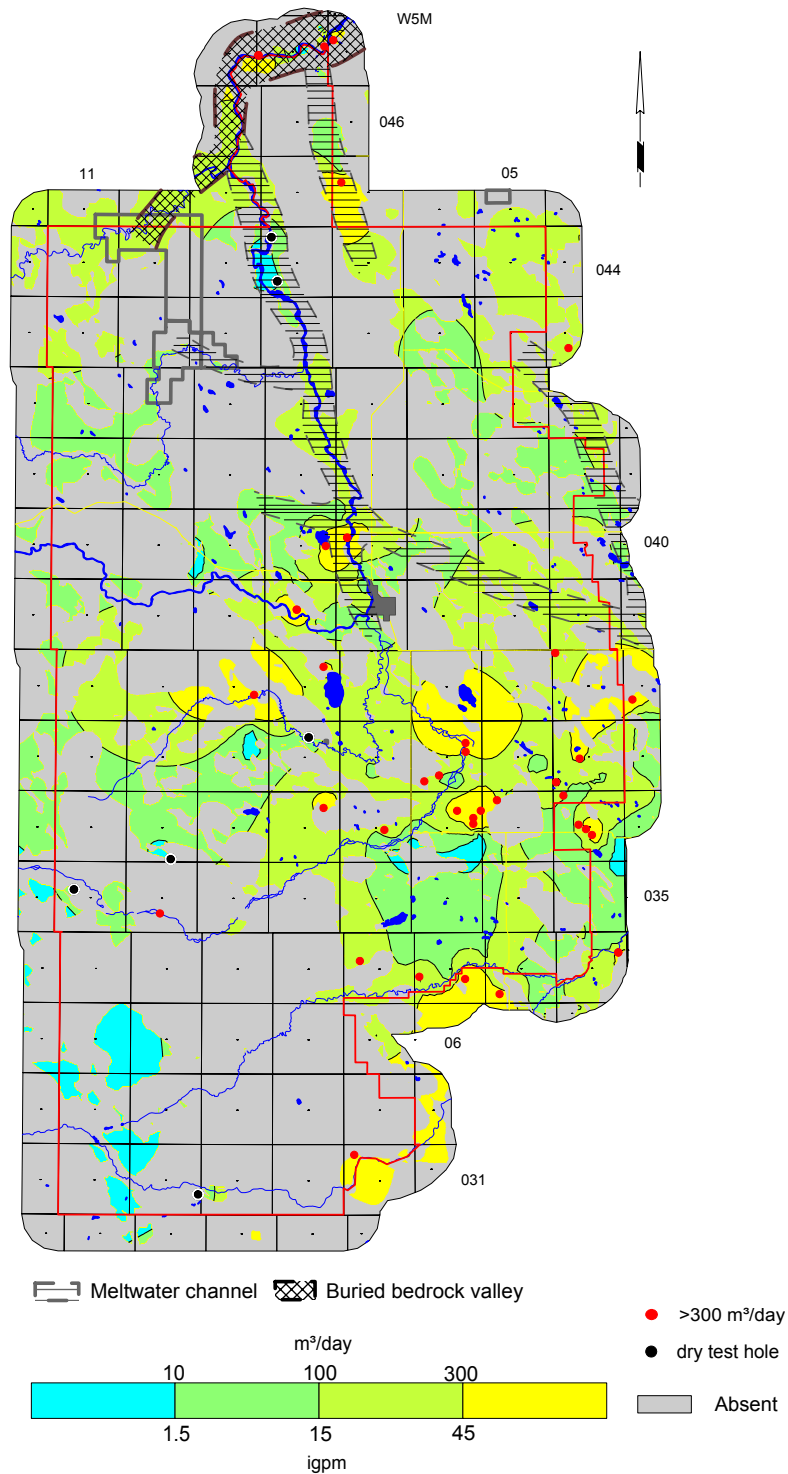 W5M
046
11
05
044
040
035
06
031
Meltwater channel
Buried bedrock valley
>300 m³/day
dry test hole
Absent
m³/day
10
100
300
1.5
15
45
igpm